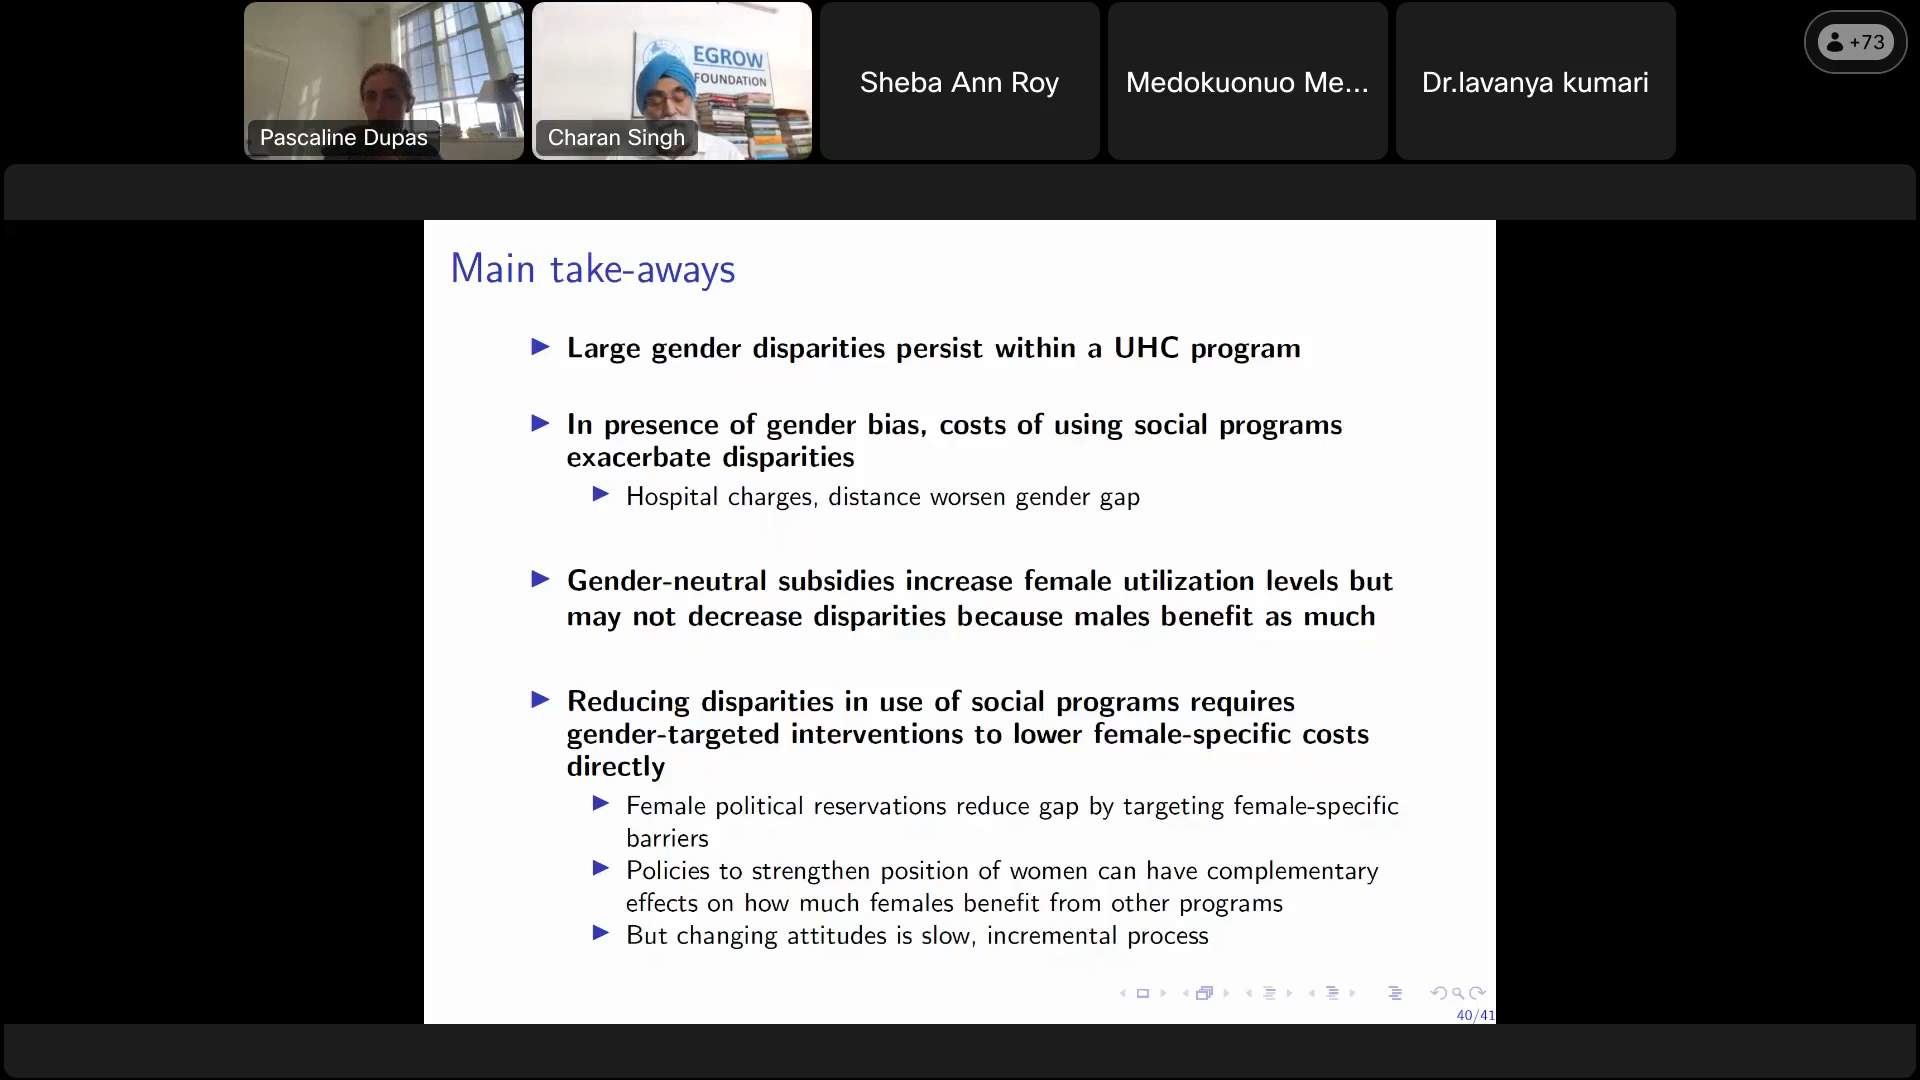 EGROW
FOUNDATION
Pascaline Dupas
Charan Singh
Sheba Ann Roy
Medokuonuo Me...
Dr.lavanya kumari
+73
Main take-aways
Large gender disparities persist within a UHC program
In presence of gender bias, costs of using social programs
exacerbate disparities
Hospital charges, distance worsen gender gap
Gender-neutral subsidies increase female utilization levels but
may not decrease disparities because males benefit as much
Reducing disparities in use of social programs requires
gender-targeted interventions to lower female-specific costs
directly
Female political reservations reduce gap by targeting female-specific
barriers
Policies to strengthen position of women can have complementary
effects on how much females benefit from other programs
But changing attitudes is slow, incremental process
40/41